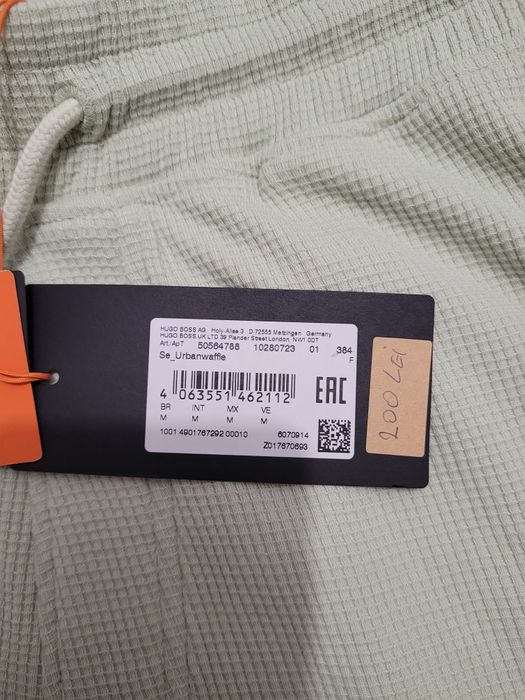 HUGO BOSS AG Holy-Allee 3 D-72555 Metzingen Germany
HUGO BOSS UK LTD 39 Plender Street London, NW1 0DT
Art./ApT 50564788 10280723 01 384
F
Se_Urbanwaffle
4 063551 462112
EAC
BR INT MX VE
M M M M
1001 4901767292 00010 6070914
Z017670693
200 Lei